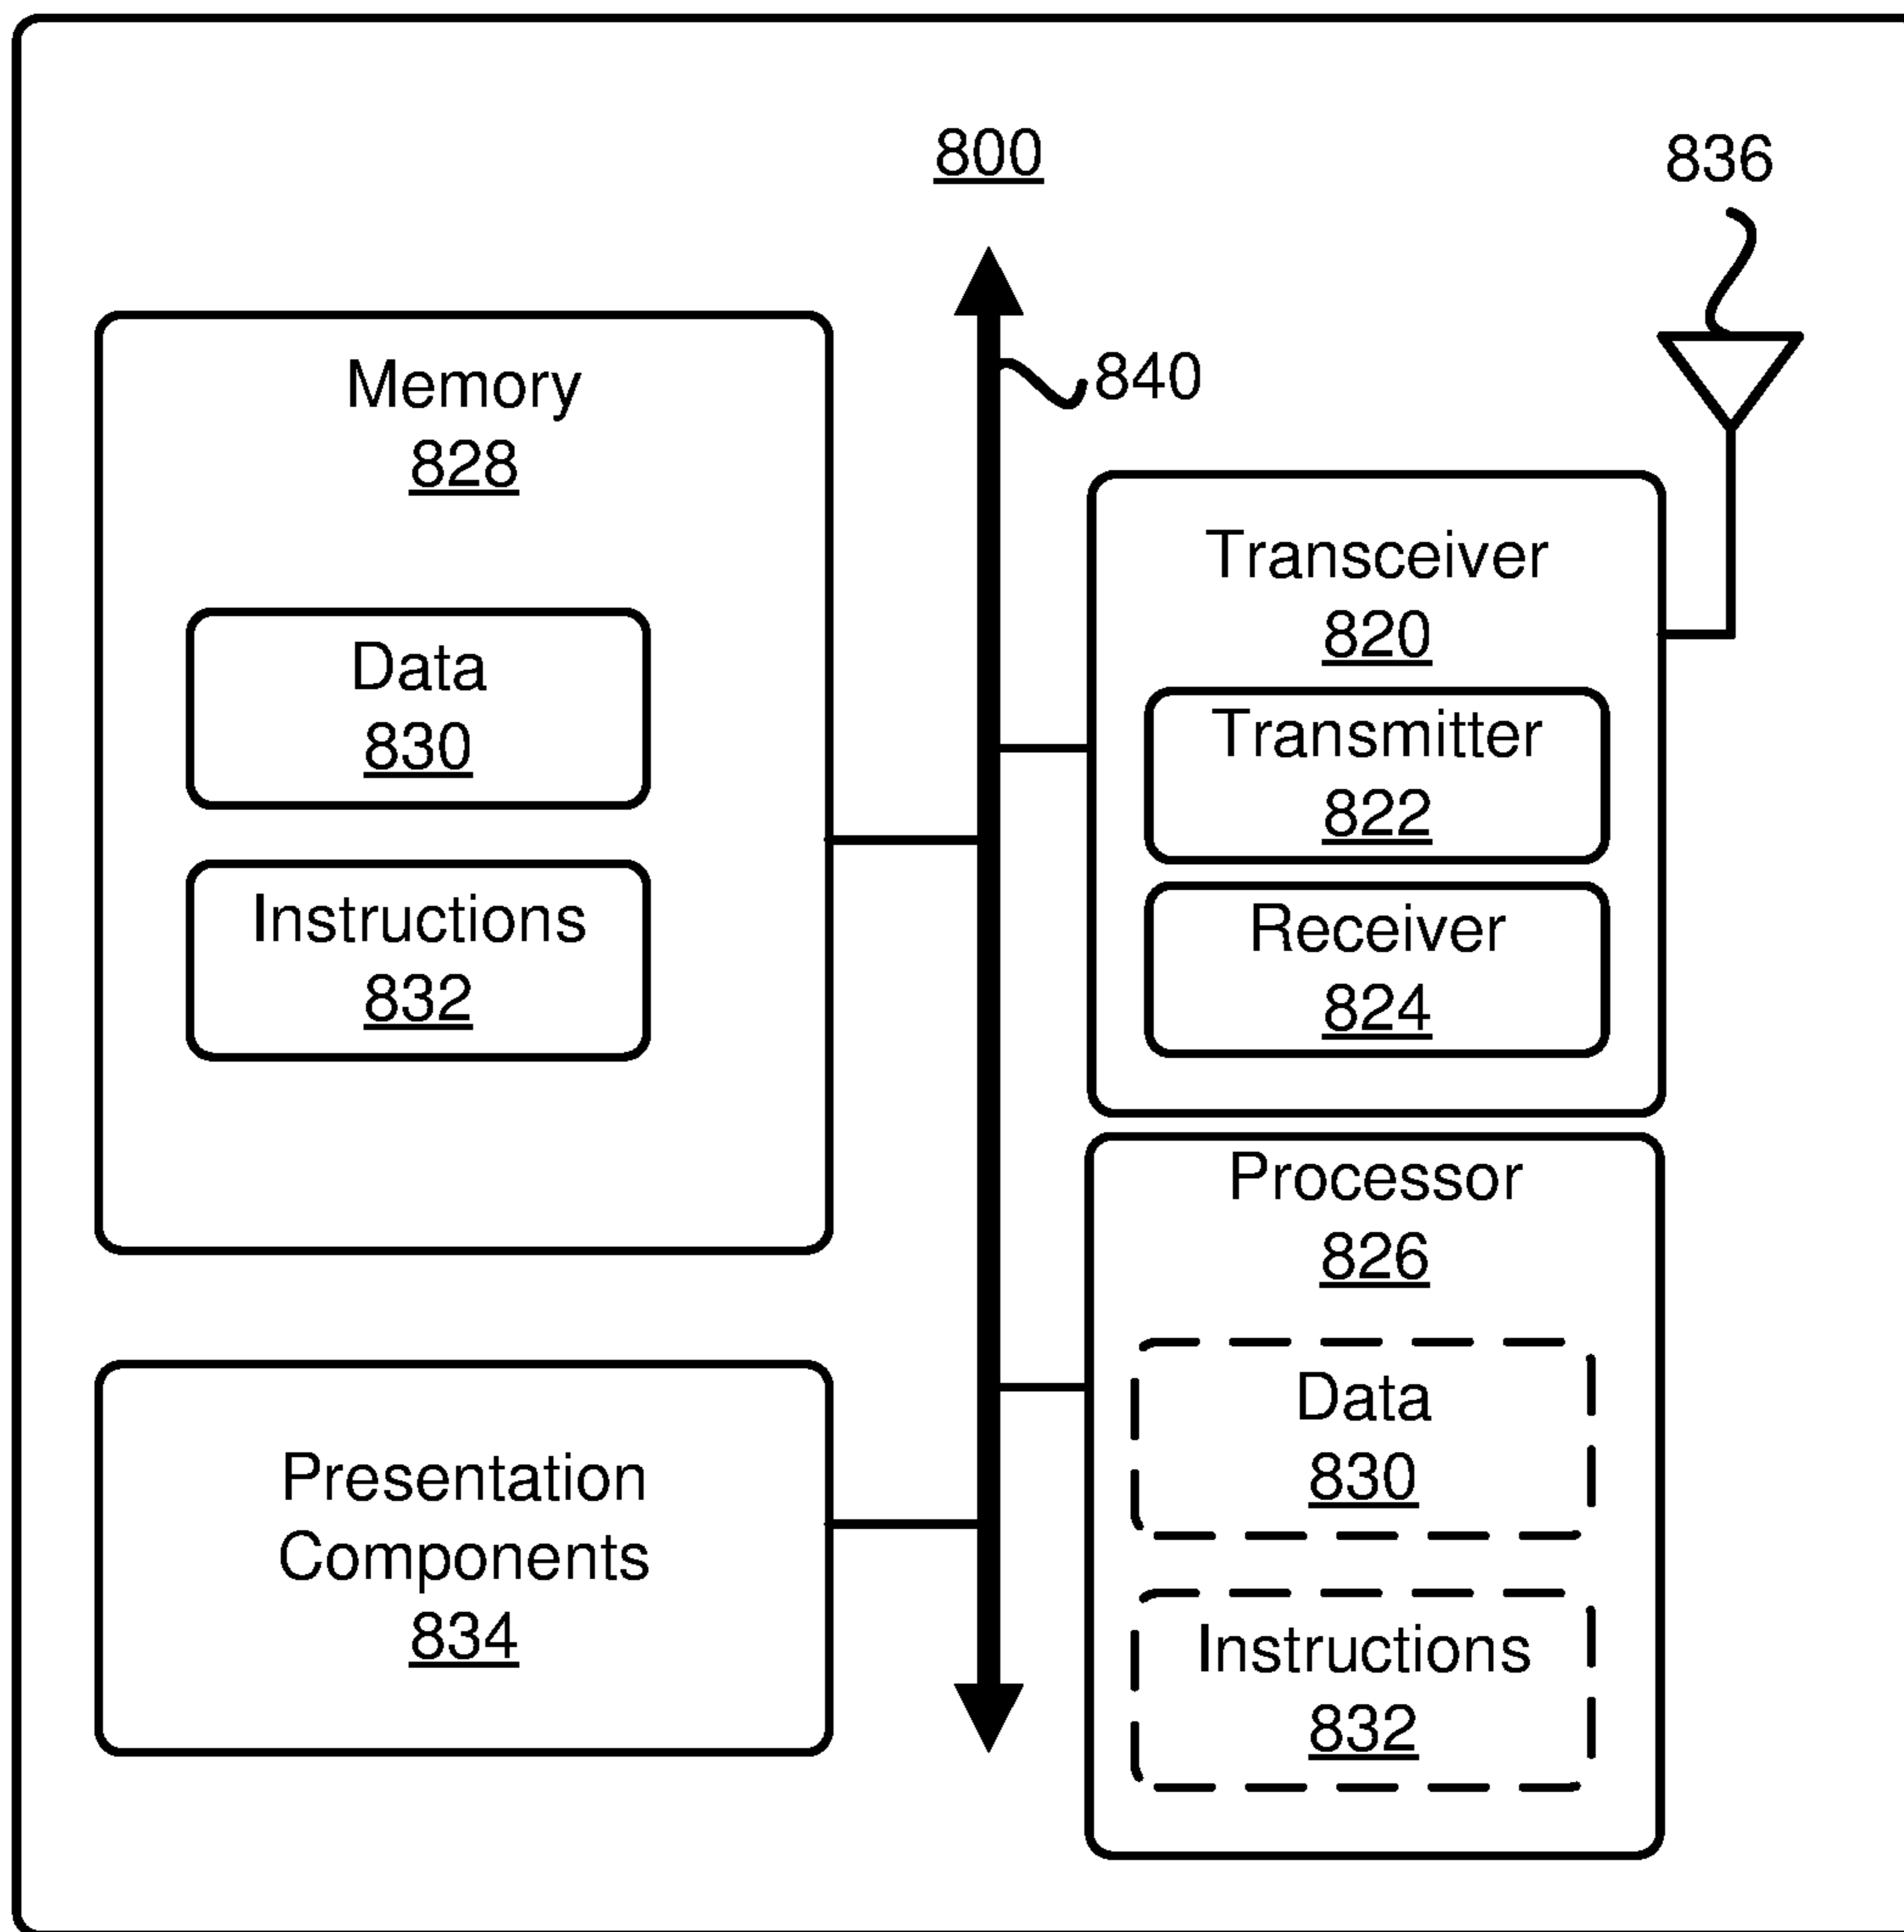 800
836
840
Memory
828
Data
830
Instructions
832
Transceiver
820
Transmitter
822
Receiver
824
Presentation
Components
834
Processor
826
Data
830
Instructions
832